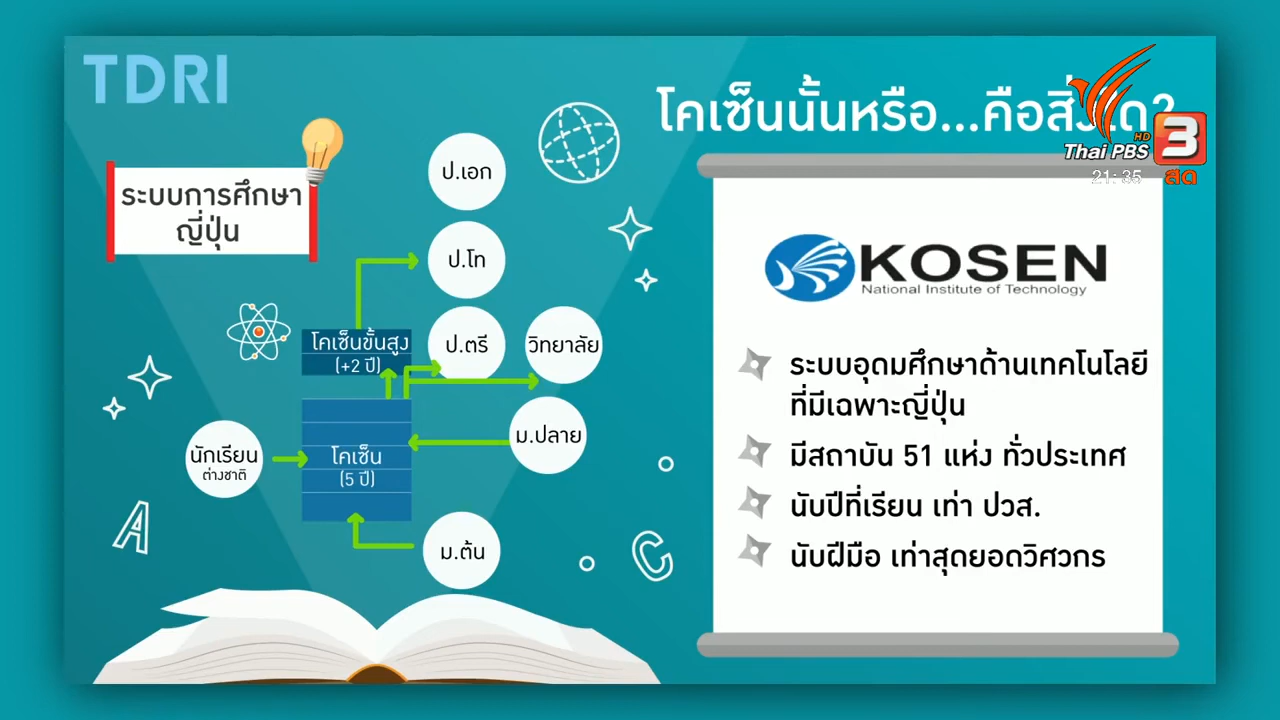 TDRI
โคเซ็นนั้นหรือ...คือสิ่งใด?
HD
Thai PBS 3
21:35 สด
ระบบการศึกษา
ญี่ปุ่น
ป.เอก
ป.โท
โคเซ็นขั้นสูง
(+2 ปี)
ป.ตรี
วิทยาลัย
ม.ปลาย
นักเรียน
ต่างชาติ
โคเซ็น
(5 ปี)
ม.ต้น
A
C
KOSEN
National Institute of Technology
ระบบอุดมศึกษาด้านเทคโนโลยี
ที่มีเฉพาะญี่ปุ่น
มีสถาบัน 51 แห่ง ทั่วประเทศ
นับปีที่เรียน เท่า ปวส.
นับฝีมือ เท่าสุดยอดวิศวกร